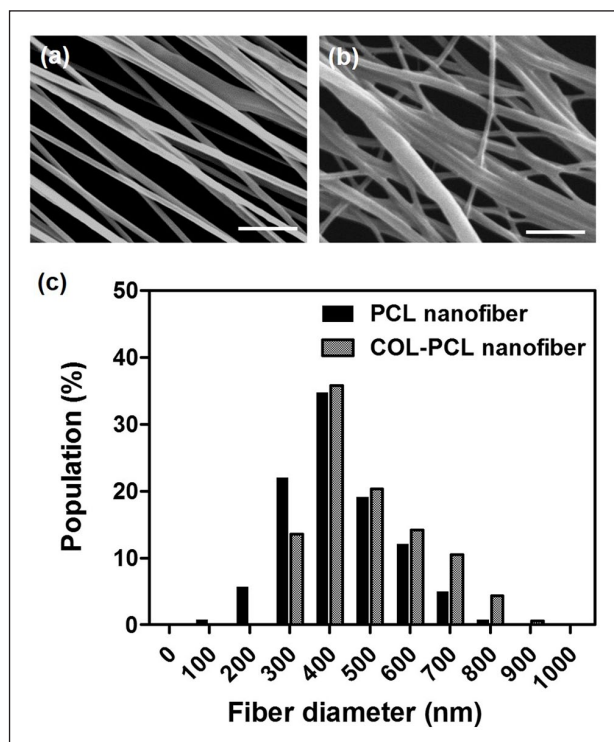 (a)
(b)
(c)
50
40
30
20
10
0
Population (%)
PCL nanofiber
COL-PCL nanofiber
0 100 200 300 400 500 600 700 800 900 1000
Fiber diameter (nm)